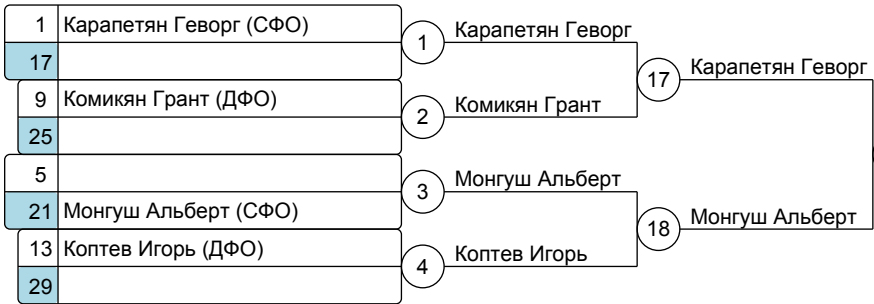 1 Карапетян Геворг (СФО)
17
9 Комикян Грант (ДФО)
25
5
21 Монгуш Альберт (СФО)
13 Коптев Игорь (ДФО)
29
1 Карапетян Геворг
2 Комикян Грант
3 Монгуш Альберт
4 Коптев Игорь
17 Карапетян Геворг
18 Монгуш Альберт